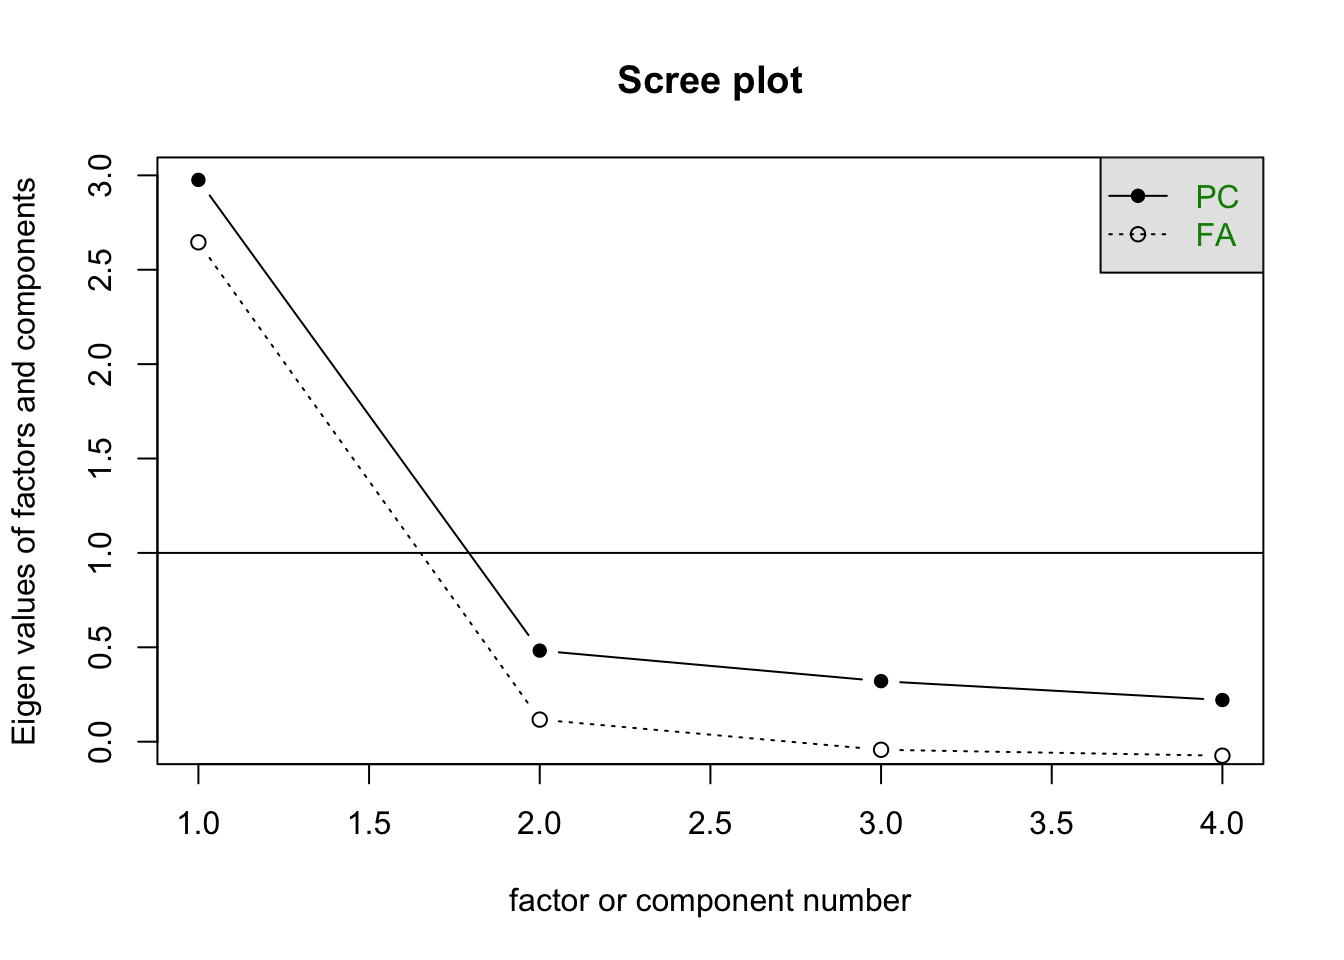 Scree plot
Eigen values of factors and components
3.0
2.5
2.0
1.5
1.0
0.5
0.0
PC
FA
1.0 1.5 2.0 2.5 3.0 3.5 4.0
factor or component number